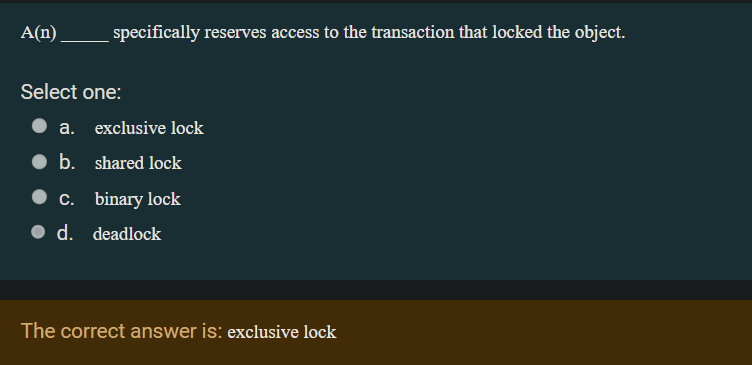 A(n) _____ specifically reserves access to the transaction that locked the object.
Select one:
a. exclusive lock
b. shared lock
c. binary lock
d. deadlock
The correct answer is: exclusive lock